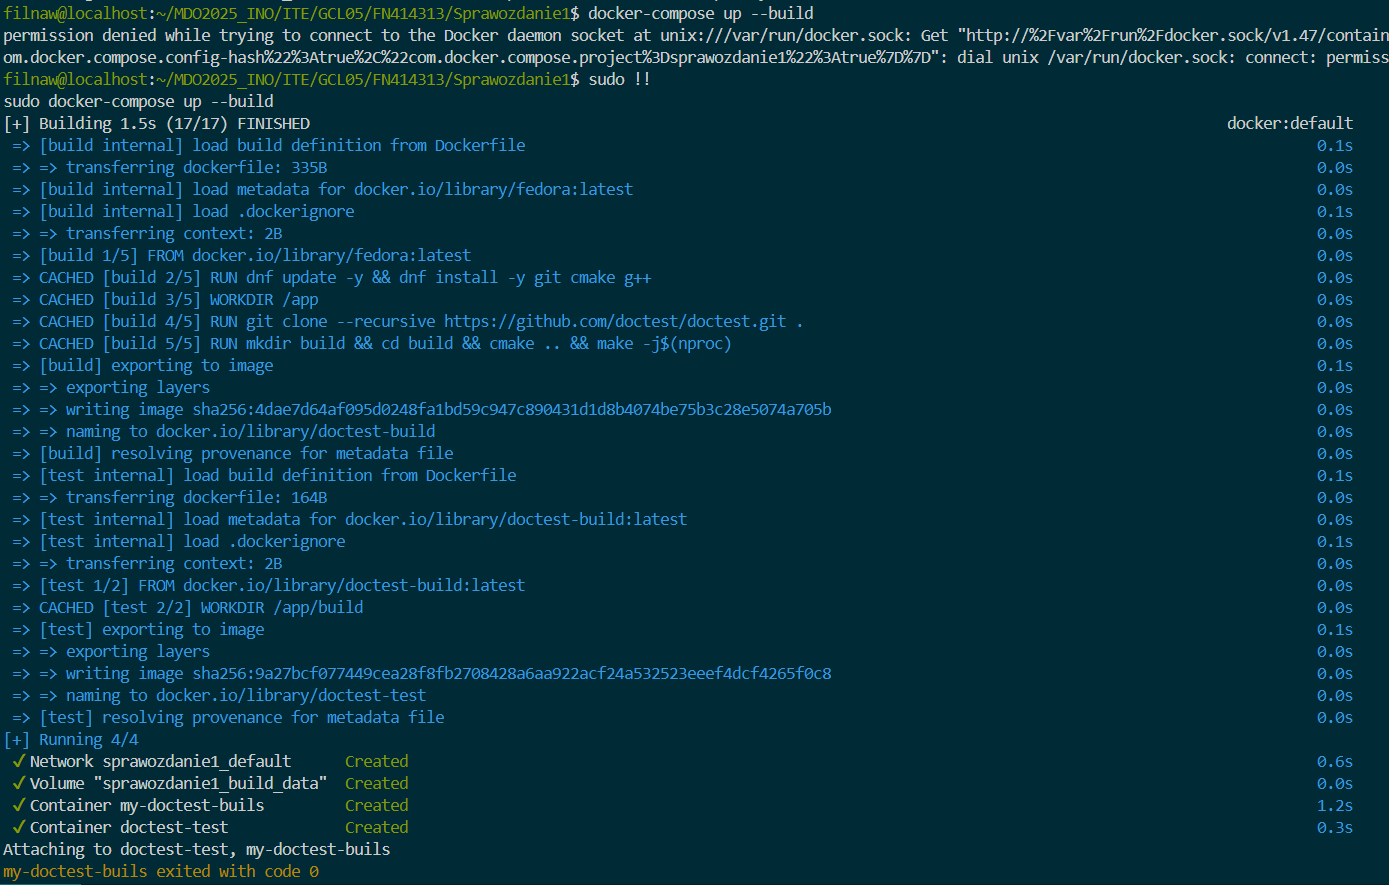 filnaw@localhost:~/MDO2025_INO/ITE/GCL05/FN414313/Sprawozdanie1$ docker-compose up --build
permission denied while trying to connect to the Docker daemon socket at unix:///var/run/docker.sock: Get "http://%2Fvar%2Frun%2Fdocker.sock/v1.47/contain
om.docker.compose.config-hash%22%3Atrue%2C%22com.docker.compose.project%3Dsprawozdanie1%22%3Atrue%7D%7D": dial unix /var/run/docker.sock: connect: permiss
filnaw@localhost:~/MDO2025_INO/ITE/GCL05/FN414313/Sprawozdanie1$ sudo !!
sudo docker-compose up --build
[+] Building 1.5s (17/17) FINISHED docker:default
=> [build internal] load build definition from Dockerfile 0.1s
=> => transferring dockerfile: 335B 0.0s
=> [build internal] load metadata for docker.io/library/fedora:latest 0.0s
=> [build internal] load .dockerignore 0.1s
=> => transferring context: 2B 0.0s
=> [build 1/5] FROM docker.io/library/fedora:latest 0.0s
=> CACHED [build 2/5] RUN dnf update -y && dnf install -y git cmake g++ 0.0s
=> CACHED [build 3/5] WORKDIR /app 0.0s
=> CACHED [build 4/5] RUN git clone --recursive https://github.com/doctest/doctest.git . 0.0s
=> CACHED [build 5/5] RUN mkdir build && cd build && cmake .. && make -j$(nproc) 0.0s
=> [build] exporting to image 0.1s
=> => exporting layers 0.0s
=> => writing image sha256:4dae7d64af095d0248fa1bd59c947c890431d1d8b4074be75b3c28e5074a705b 0.0s
=> => naming to docker.io/library/doctest-build 0.0s
=> [build] resolving provenance for metadata file 0.0s
=> [test internal] load build definition from Dockerfile 0.1s
=> => transferring dockerfile: 164B 0.0s
=> [test internal] load metadata for docker.io/library/doctest-build:latest 0.0s
=> [test internal] load .dockerignore 0.1s
=> => transferring context: 2B 0.0s
=> [test 1/2] FROM docker.io/library/doctest-build:latest 0.0s
=> CACHED [test 2/2] WORKDIR /app/build 0.0s
=> [test] exporting to image 0.1s
=> => exporting layers 0.0s
=> => writing image sha256:9a27bcf077449cea28f8fb2708428a6aa922acf24a532523eeef4dcf4265f0c8 0.0s
=> => naming to docker.io/library/doctest-test 0.0s
=> [test] resolving provenance for metadata file 0.0s
[+] Running 4/4
✓ Network sprawozdanie1_default Created 0.6s
✓ Volume "sprawozdanie1_build_data" Created 0.0s
✓ Container my-doctest-buils Created 1.2s
✓ Container doctest-test Created 0.3s
Attaching to doctest-test, my-doctest-buils
my-doctest-buils exited with code 0